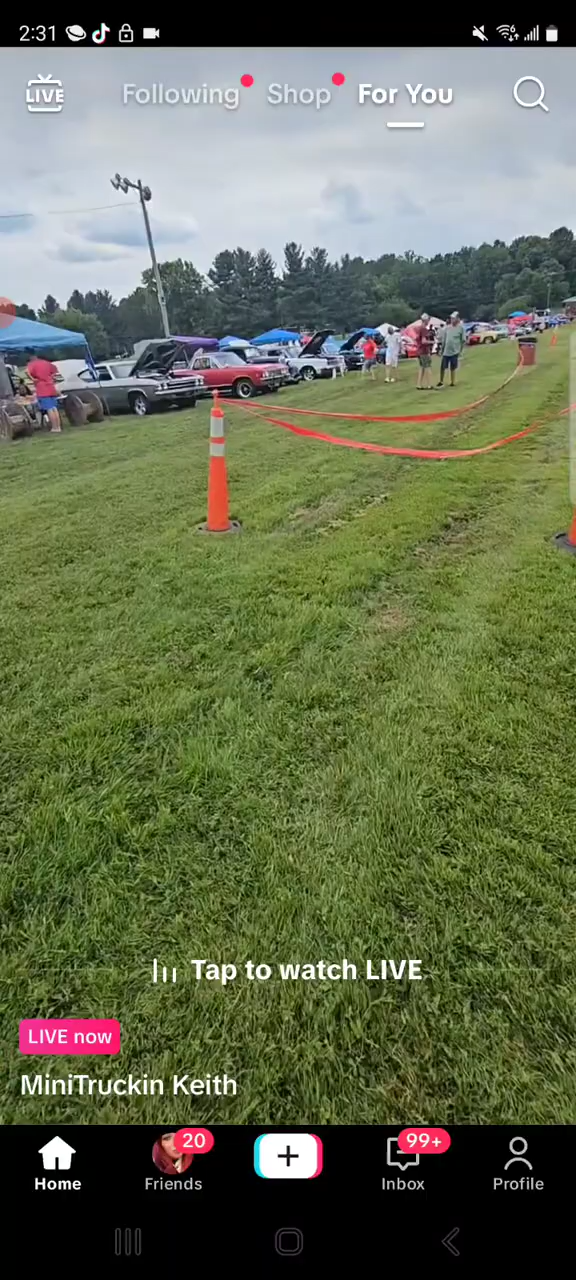 2:31
LIVE Following Shop For You
Tap to watch LIVE
LIVE now
MiniTruckin Keith
20 99+
Home Friends Inbox Profile